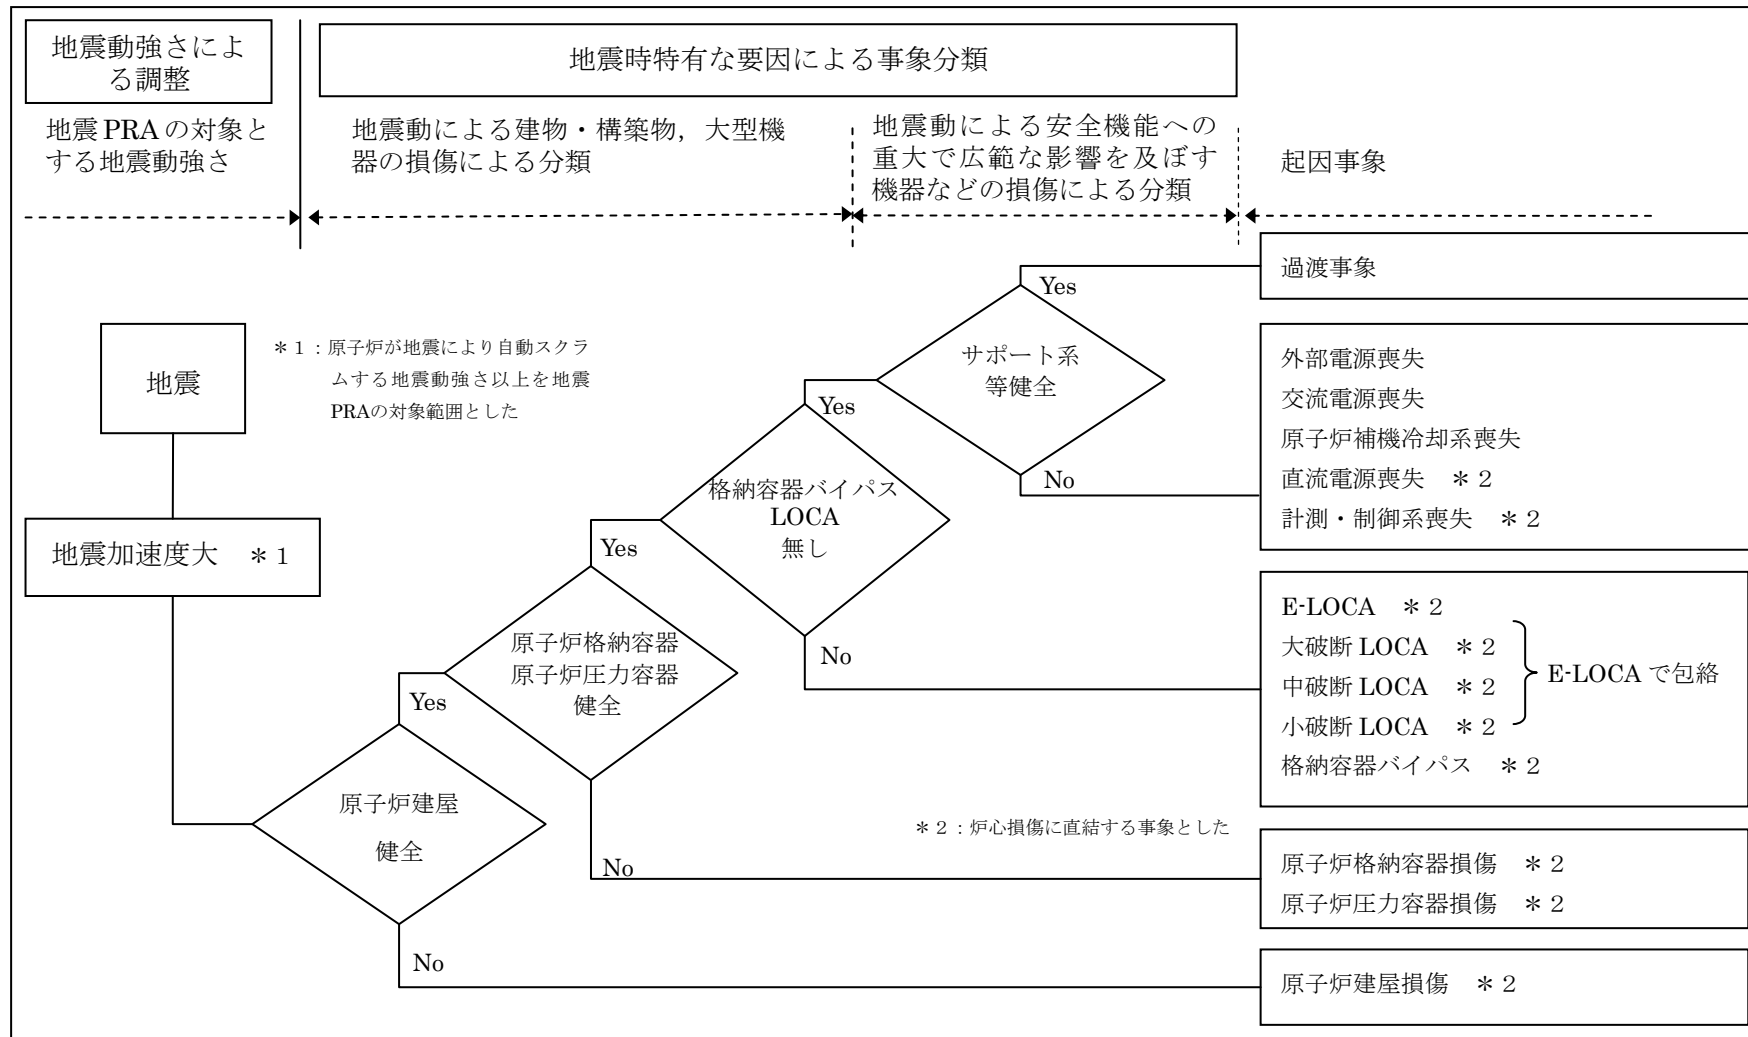 地震動強さによ
る調整
地震時特有な要因による事象分類
地震 PRA の対象と
する地震動強さ
地震動による建物・構築物，大型機
器の損傷による分類
地震動による安全機能への
重大で広範な影響を及ぼす
機器などの損傷による分類
起因事象
過渡事象
Yes
サポート系
等健全
No
外部電源喪失
交流電源喪失
原子炉補機冷却系喪失
直流電源喪失　＊２
計測・制御系喪失　＊２
地震
＊１：原子炉が地震により自動スクラ
ムする地震動強さ以上を地震
PRAの対象範囲とした
地震加速度大　＊１
Yes
格納容器バイパス
LOCA
無し
No
E-LOCA　＊２
大破断 LOCA　＊２
中破断 LOCA　＊２
小破断 LOCA　＊２
E-LOCA で包絡
格納容器バイパス　＊２
Yes
原子炉格納容器
原子炉圧力容器
健全
No
＊２：炉心損傷に直結する事象とした
原子炉格納容器損傷　＊２
原子炉圧力容器損傷　＊２
Yes
原子炉建屋
健全
No
原子炉建屋損傷　＊２